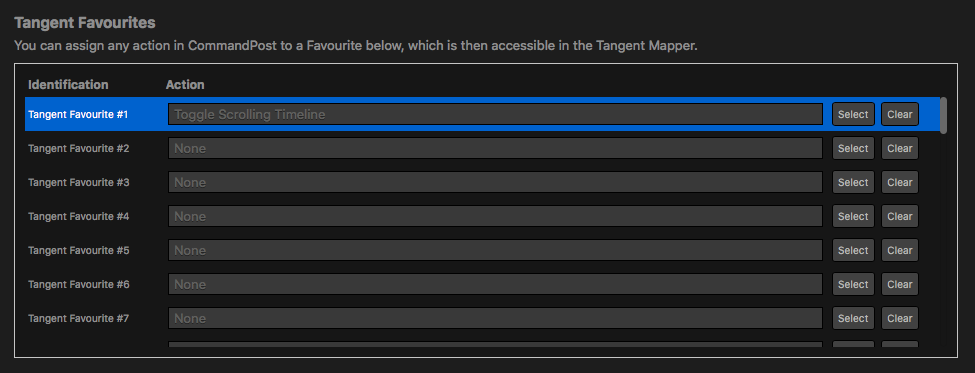 Tangent Favourites
You can assign any action in CommandPost to a Favourite below, which is then accessible in the Tangent Mapper.
Identification Action
Tangent Favourite #1 Toggle Scrolling Timeline Select Clear
Tangent Favourite #2 None Select Clear
Tangent Favourite #3 None Select Clear
Tangent Favourite #4 None Select Clear
Tangent Favourite #5 None Select Clear
Tangent Favourite #6 None Select Clear
Tangent Favourite #7 None Select Clear